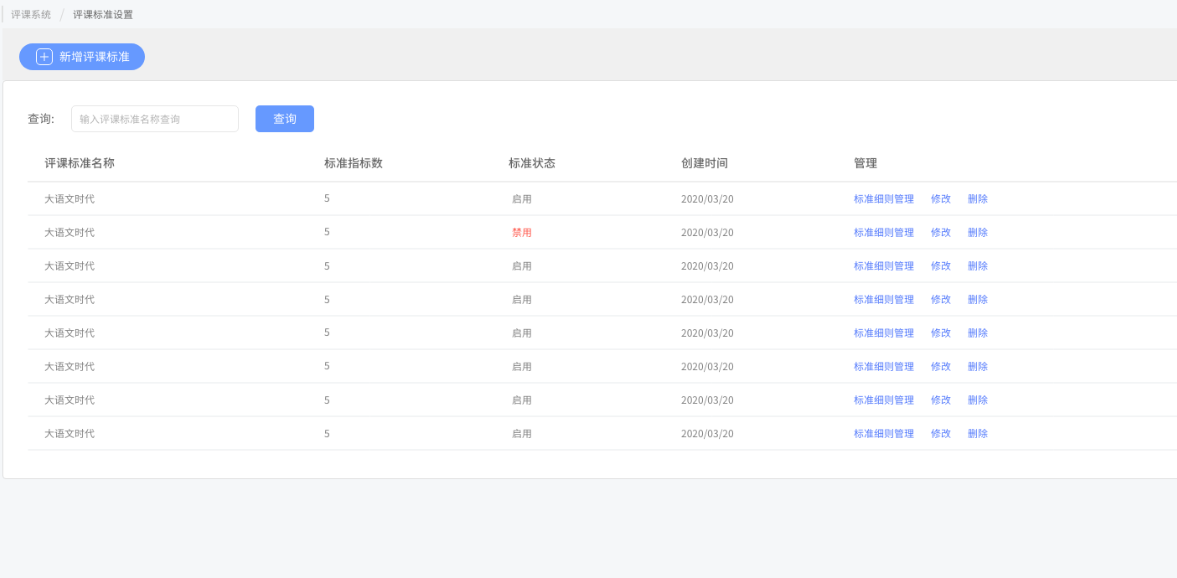 评课系统 / 评课标准设置
新增评课标准
查询: 输入评课标准名称查询 查询
评课标准名称 标准指标数 标准状态 创建时间 管理
大语文时代 5 启用 2020/03/20 标准细则管理 修改 删除
大语文时代 5 禁用 2020/03/20 标准细则管理 修改 删除
大语文时代 5 启用 2020/03/20 标准细则管理 修改 删除
大语文时代 5 启用 2020/03/20 标准细则管理 修改 删除
大语文时代 5 启用 2020/03/20 标准细则管理 修改 删除
大语文时代 5 启用 2020/03/20 标准细则管理 修改 删除
大语文时代 5 启用 2020/03/20 标准细则管理 修改 删除
大语文时代 5 启用 2020/03/20 标准细则管理 修改 删除